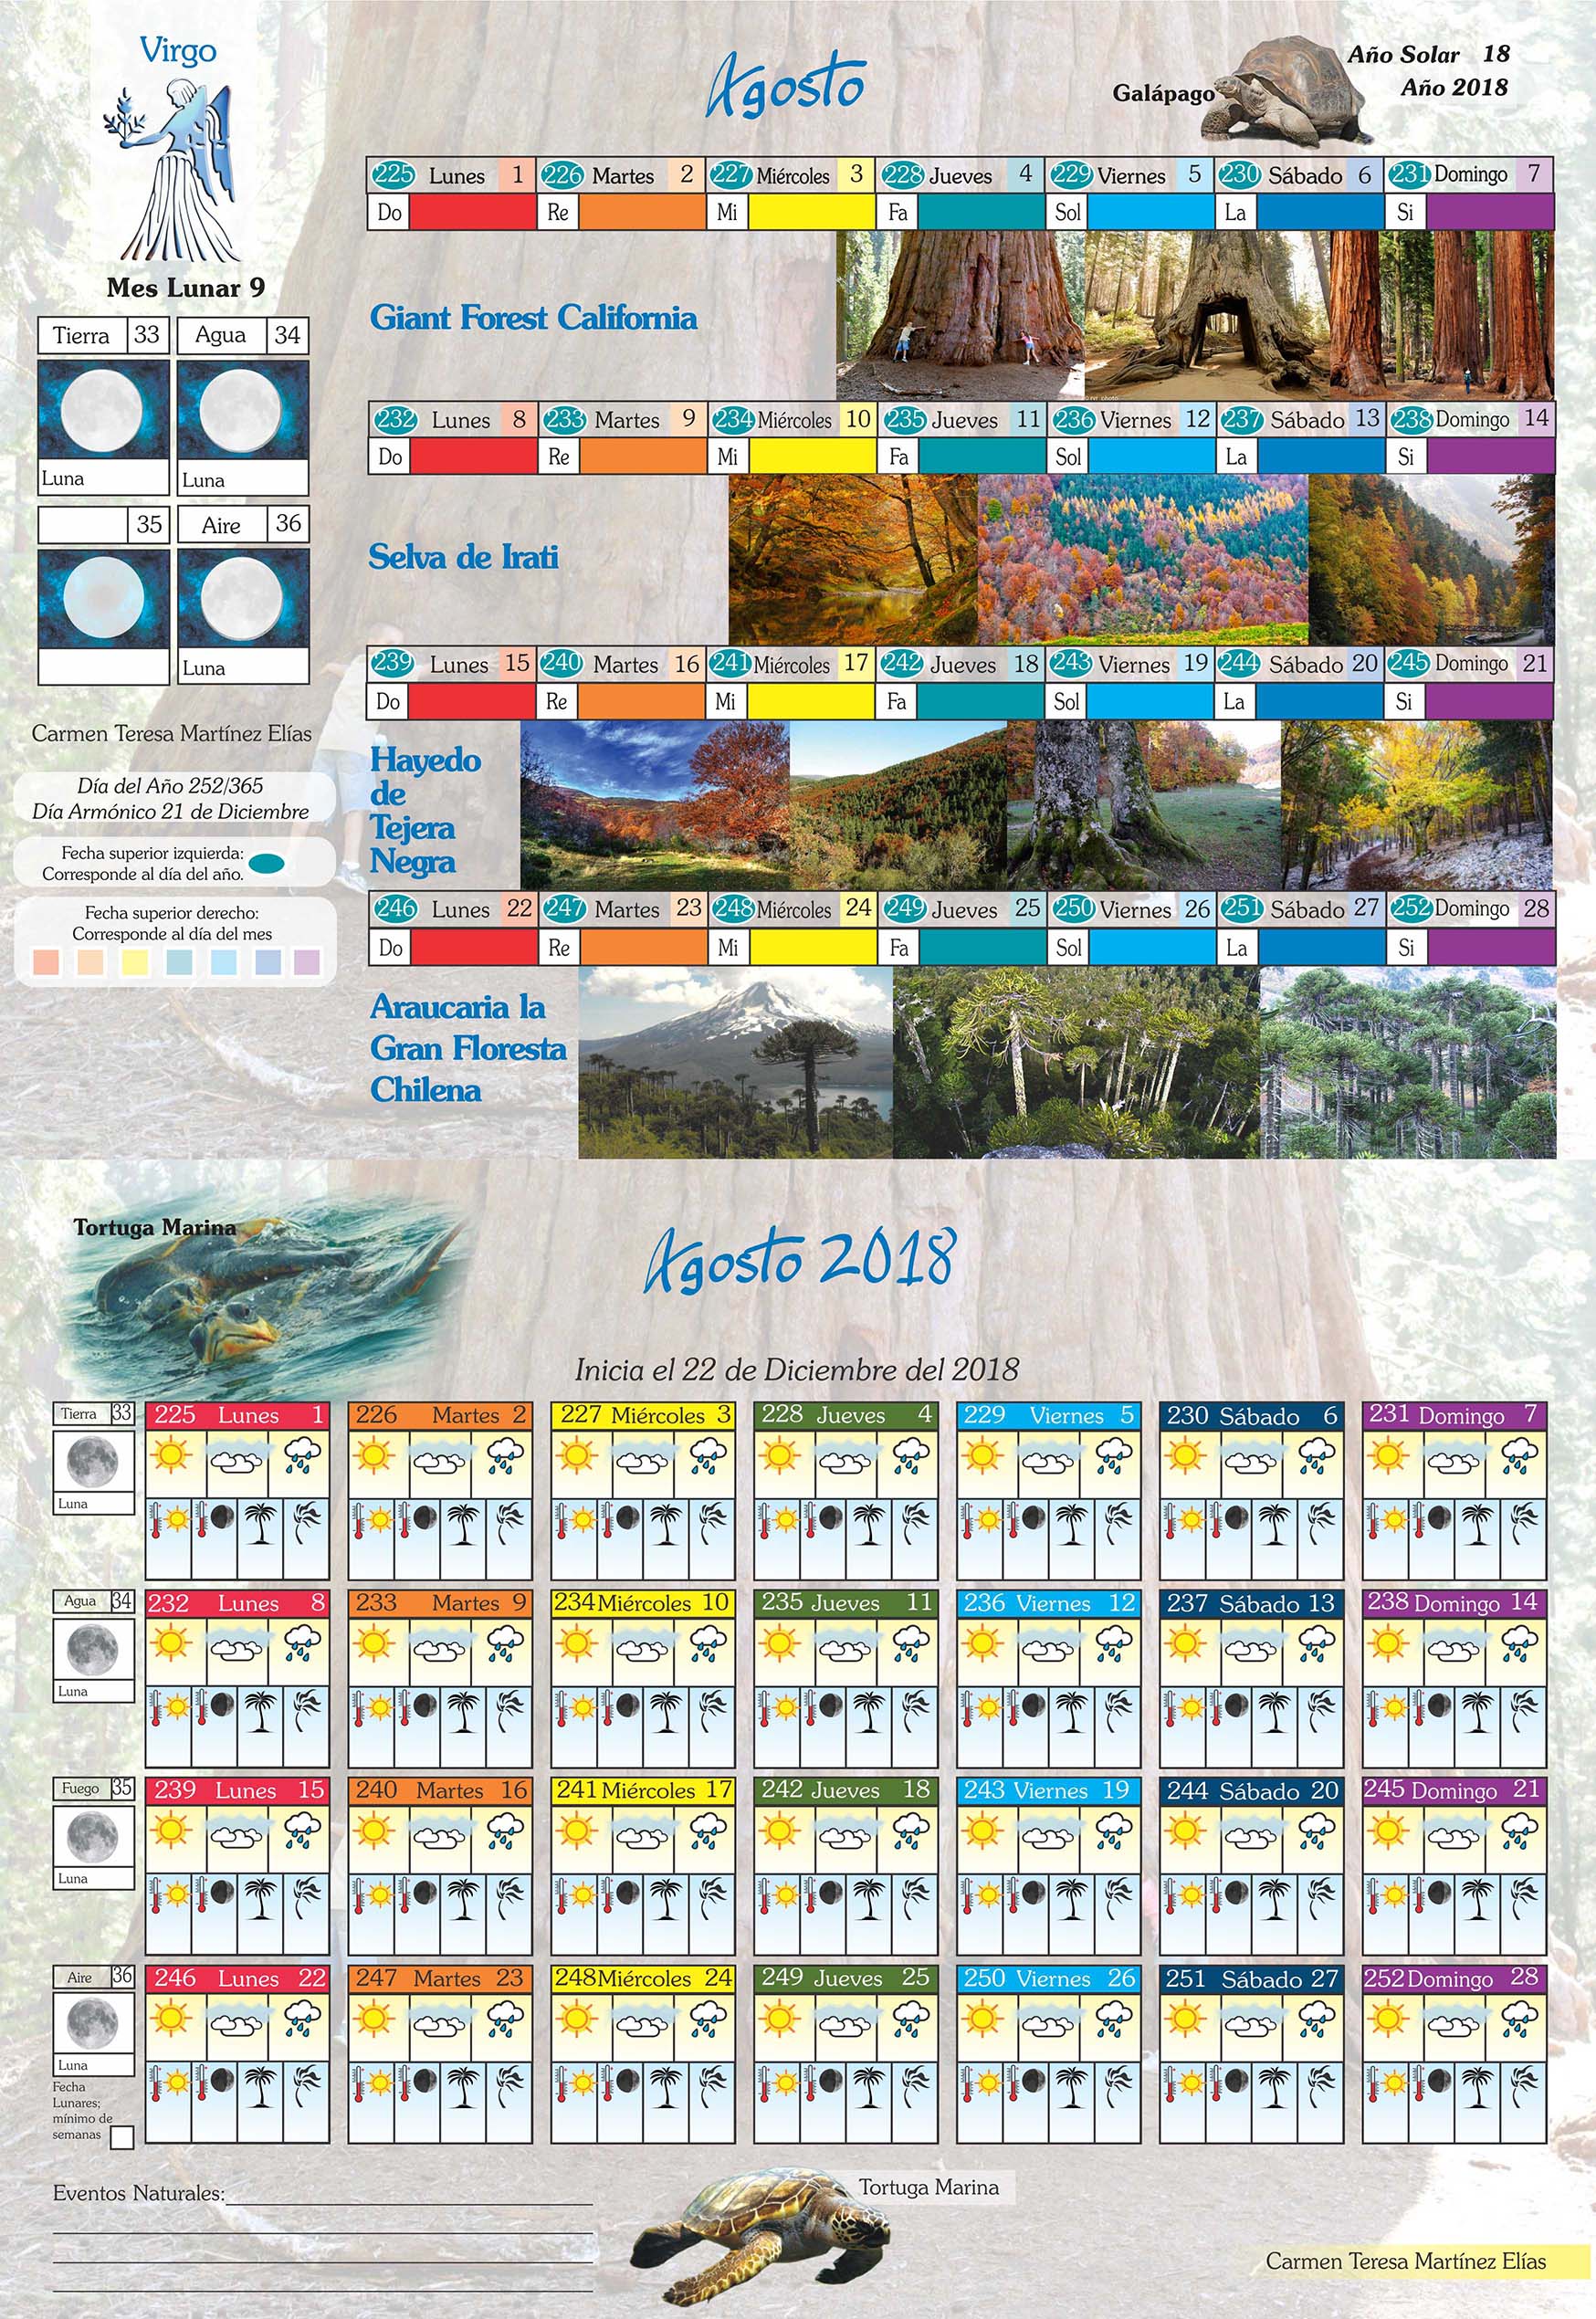 Virgo
Agosto
Galápago
Año Solar 18
Año 2018
Mes Lunar 9
Tierra 33 Agua 34
Luna Luna
35 Aire 36
Luna
Carmen Teresa Martínez Elías
Día del Año 252/365
Día Armónico 21 de Diciembre
Fecha superior izquierda:
Corresponde al día del año.
Fecha superior derecho:
Corresponde al día del mes
225 Lunes 1 226 Martes 2 227 Miércoles 3 228 Jueves 4 229 Viernes 5 230 Sábado 6 231 Domingo 7
Do Re Mi Fa Sol La Si
Giant Forest California
232 Lunes 8 233 Martes 9 234 Miércoles 10 235 Jueves 11 236 Viernes 12 237 Sábado 13 238 Domingo 14
Do Re Mi Fa Sol La Si
Selva de Irati
239 Lunes 15 240 Martes 16 241 Miércoles 17 242 Jueves 18 243 Viernes 19 244 Sábado 20 245 Domingo 21
Do Re Mi Fa Sol La Si
Hayedo
de
Tejera
Negra
246 Lunes 22 247 Martes 23 248 Miércoles 24 249 Jueves 25 250 Viernes 26 251 Sábado 27 252 Domingo 28
Do Re Mi Fa Sol La Si
Araucaria la
Gran Floresta
Chilena
Tortuga Marina
Agosto 2018
Inicia el 22 de Diciembre del 2018
Tierra 33 225 Lunes 1 226 Martes 2 227 Miércoles 3 228 Jueves 4 229 Viernes 5 230 Sábado 6 231 Domingo 7
Luna
Agua 34 232 Lunes 8 233 Martes 9 234 Miércoles 10 235 Jueves 11 236 Viernes 12 237 Sábado 13 238 Domingo 14
Luna
Fuego 35 239 Lunes 15 240 Martes 16 241 Miércoles 17 242 Jueves 18 243 Viernes 19 244 Sábado 20 245 Domingo 21
Luna
Aire 36 246 Lunes 22 247 Martes 23 248 Miércoles 24 249 Jueves 25 250 Viernes 26 251 Sábado 27 252 Domingo 28
Luna
Fecha
Lunares;
mínimo de
semanas
Eventos Naturales:
Tortuga Marina
Carmen Teresa Martínez Elías